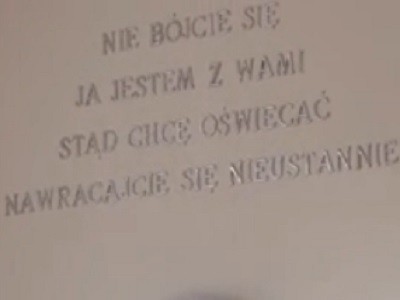 NIE BÓJCIE SIĘ
JA JESTEM Z WAMI
STĄD CHCĘ OŚWIECAĆ
NAWRACAJCIE SIĘ NIEUSTANNIE